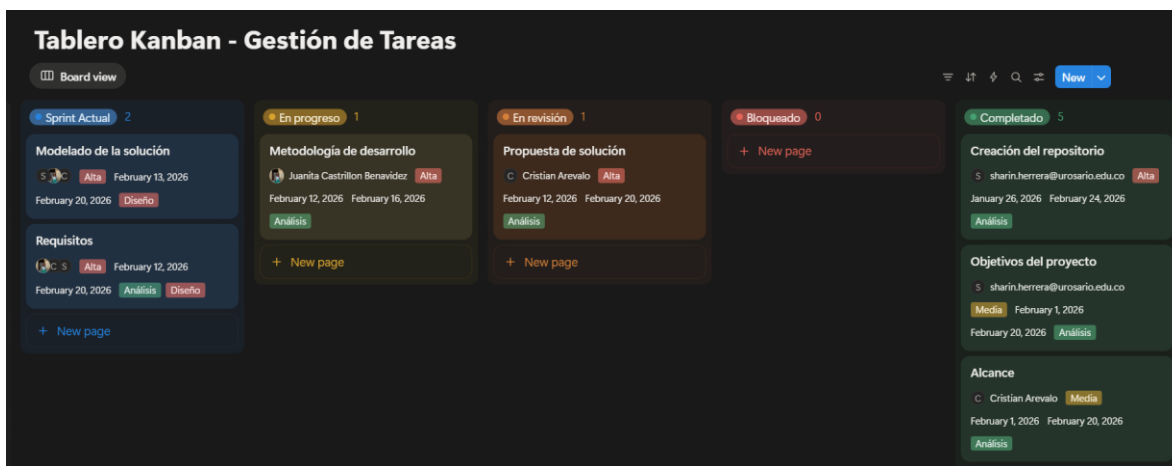 Tablero Kanban - Gestión de Tareas
Board view
New
Sprint Actual 2
Modelado de la solución
S C Alta February 13, 2026
February 20, 2026 Diseño
Requisitos
C S Alta February 12, 2026
February 20, 2026 Análisis Diseño
+ New page
En progreso 1
Metodología de desarrollo
Juanita Castrillon Benavidez Alta
February 12, 2026 February 16, 2026
Análisis
+ New page
En revisión 1
Propuesta de solución
C Cristian Arevalo Alta
February 12, 2026 February 20, 2026
Análisis
+ New page
Bloqueado 0
+ New page
Completado 5
Creación del repositorio
S sharin.herrera@urosario.edu.co Alta
January 26, 2026 February 24, 2026
Análisis
Objetivos del proyecto
S sharin.herrera@urosario.edu.co
Media February 1, 2026
February 20, 2026 Análisis
Alcance
C Cristian Arevalo Media
February 1, 2026 February 20, 2026
Análisis